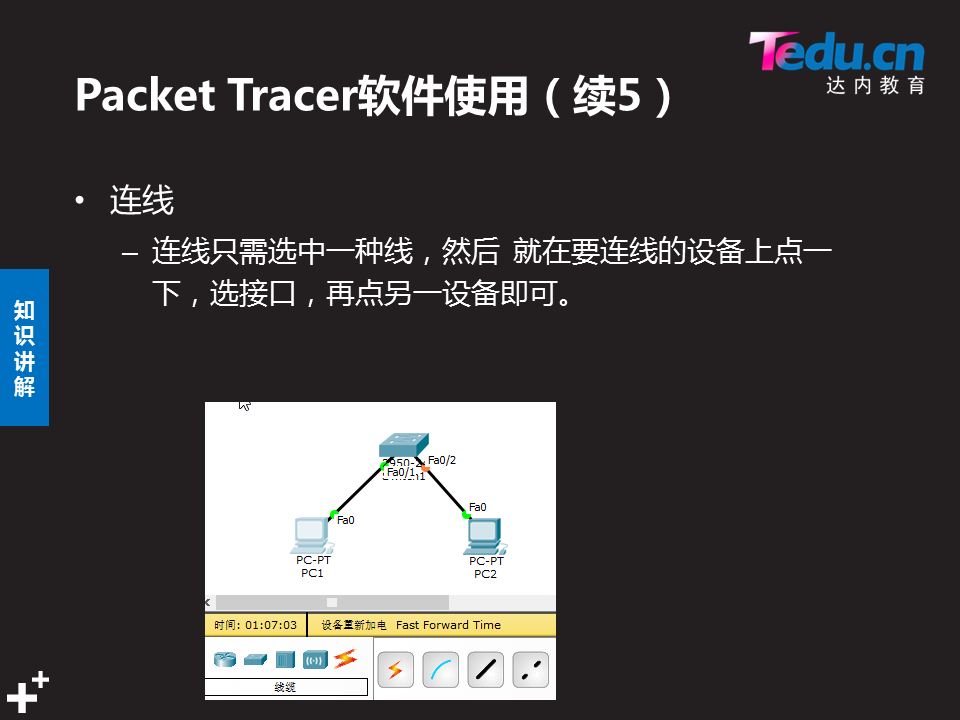 Tedu.cn
达内教育
Packet Tracer软件使用（续5）
• 连线
– 连线只需选中一种线，然后 就在要连线的设备上点一
下，选接口，再点另一设备即可。
知
识
讲
解
Fa0/2
Fa0/1
Fa0
Fa0
PC-PT
PC1
PC-PT
PC2
时间: 01:07:03
设备重新加电 Fast Forward Time
线缆